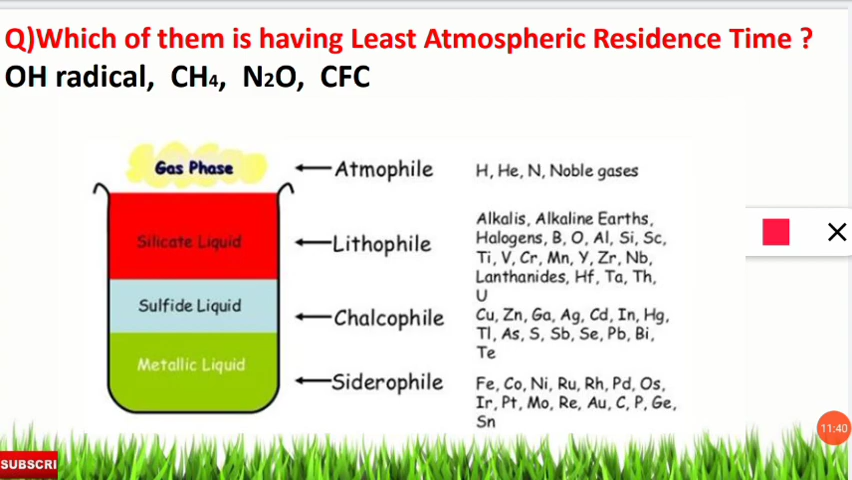 Q)Which of them is having Least Atmospheric Residence Time ?
OH radical, CH4, N2O, CFC
Gas Phase
Atmophile
H, He, N, Noble gases
Silicate Liquid
Lithophile
Alkalis, Alkaline Earths,
Halogens, B, O, Al, Si, Sc,
Ti, V, Cr, Mn, Y, Zr, Nb,
Lanthanides, Hf, Ta, Th,
U
Sulfide Liquid
Chalcophile
Cu, Zn, Ga, Ag, Cd, In, Hg,
Tl, As, S, Sb, Se, Pb, Bi,
Te
Metallic Liquid
Siderophile
Fe, Co, Ni, Ru, Rh, Pd, Os,
Ir, Pt, Mo, Re, Au, C, P, Ge,
Sn
11:40
SUBSCRI